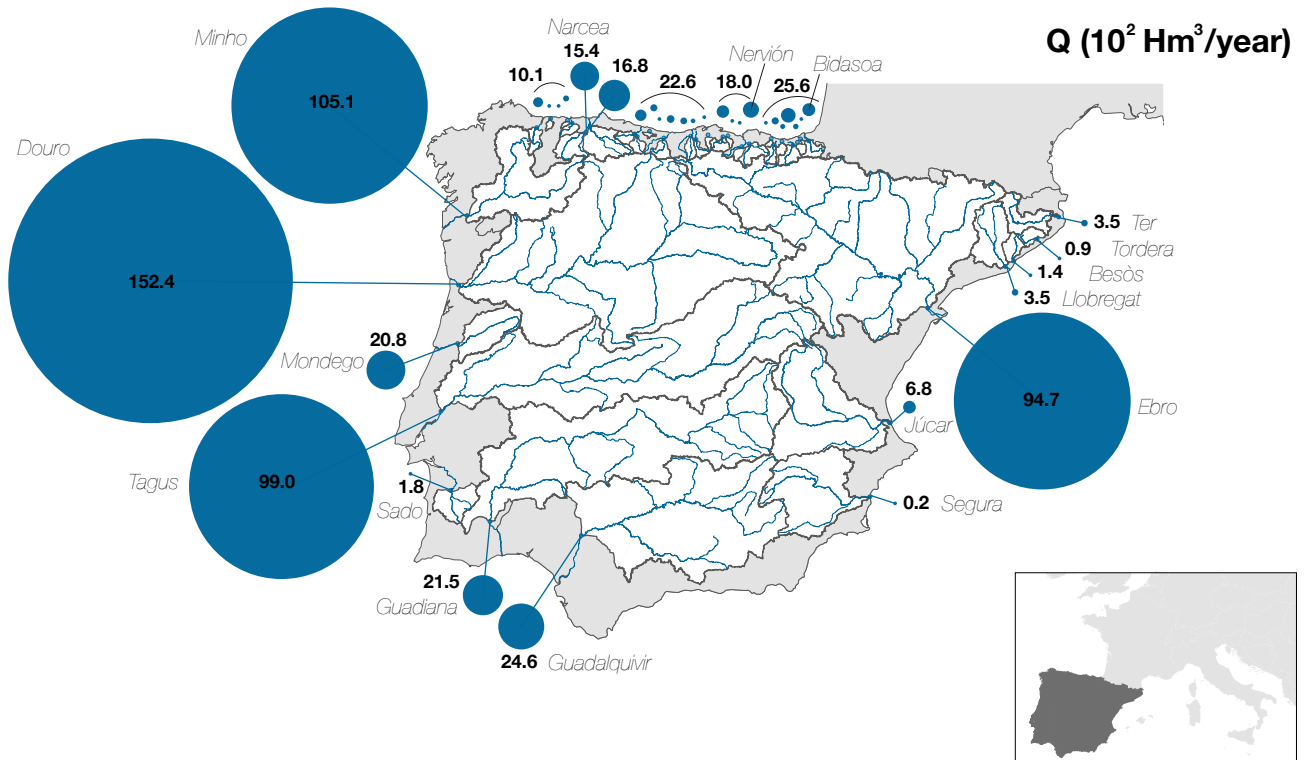 Q (10² Hm³/year)
Narcea
15.4
16.8
10.1
22.6
Nervión
18.0
Bidasoa
25.6
Minho
105.1
Douro
152.4
3.5 Ter
0.9 Tordera
1.4 Besòs
3.5 Llobregat
20.8
Mondego
94.7
Ebro
6.8
Júcar
Tagus
99.0
1.8
Sado
0.2 Segura
21.5
Guadiana
24.6 Guadalquivir